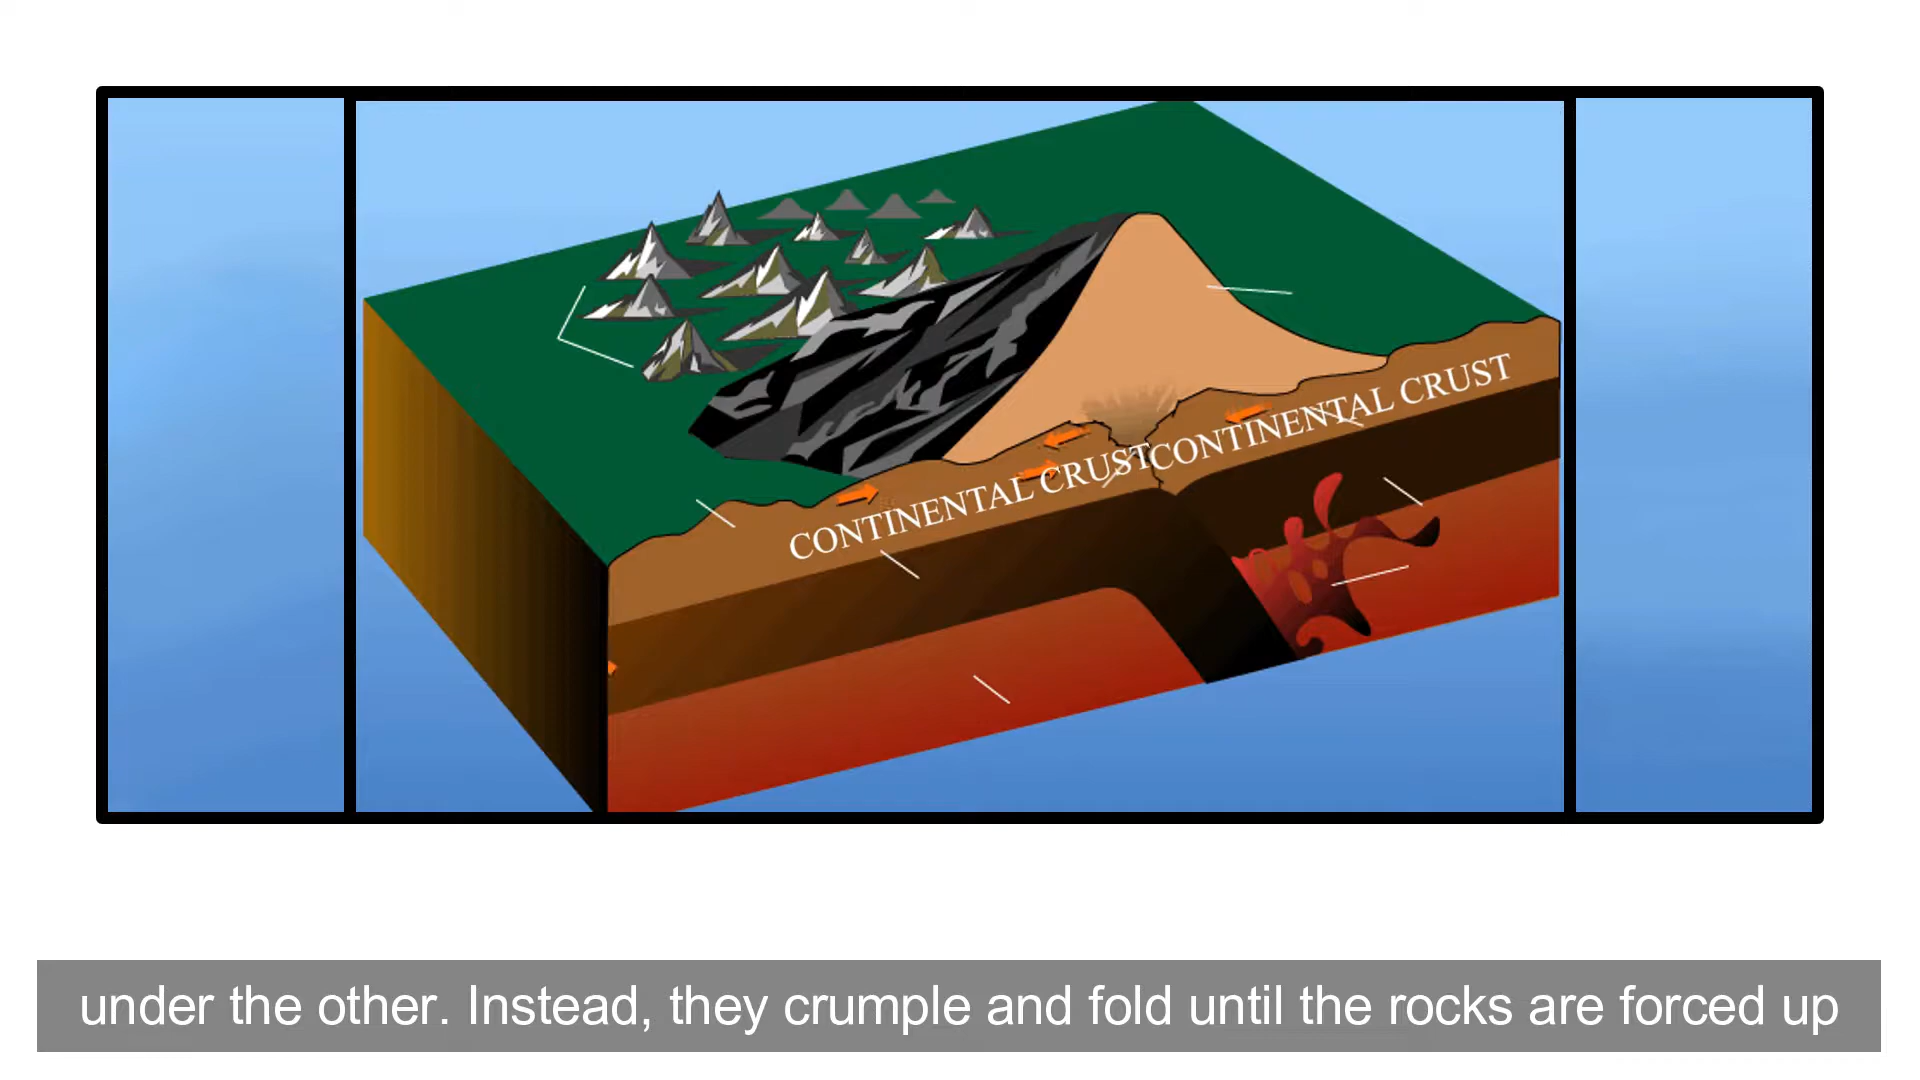 CONTINENTAL CRUST
CONTINENTAL CRUST
under the other. Instead, they crumple and fold until the rocks are forced up